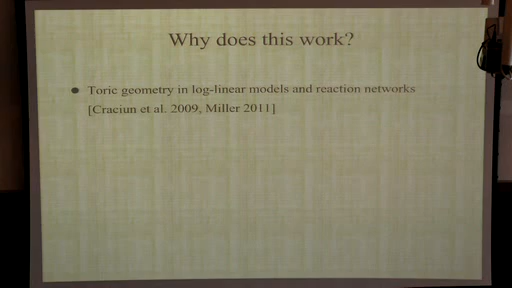 Why does this work?
Toric geometry in log-linear models and reaction networks
[Craciun et al. 2009, Miller 2011]